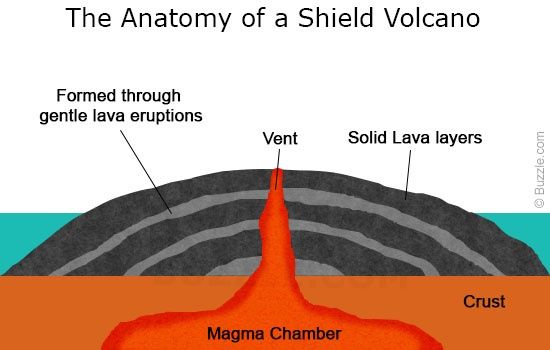 The Anatomy of a Shield Volcano
Formed through
gentle lava eruptions
Vent
Solid Lava layers
© Buzzle.com
Crust
Magma Chamber